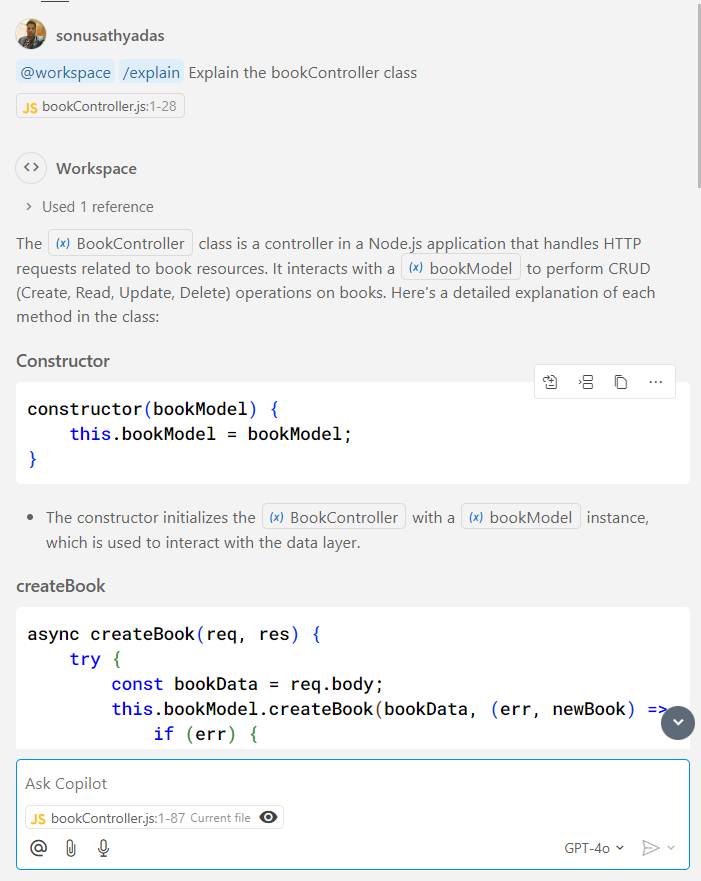 sonusathyadas
@workspace /explain Explain the bookController class
JS bookController.js:1-28
Workspace
Used 1 reference
The (x) BookController class is a controller in a Node.js application that handles HTTP
requests related to book resources. It interacts with a (x) bookModel to perform CRUD
(Create, Read, Update, Delete) operations on books. Here's a detailed explanation of each
method in the class:
Constructor
constructor(bookModel) {
    this.bookModel = bookModel;
}
• The constructor initializes the (x) BookController with a (x) bookModel instance,
which is used to interact with the data layer.
createBook
async createBook(req, res) {
    try {
        const bookData = req.body;
        this.bookModel.createBook(bookData, (err, newBook) =>
            if (err) {
Ask Copilot
JS bookController.js:1-87 Current file
GPT-4o